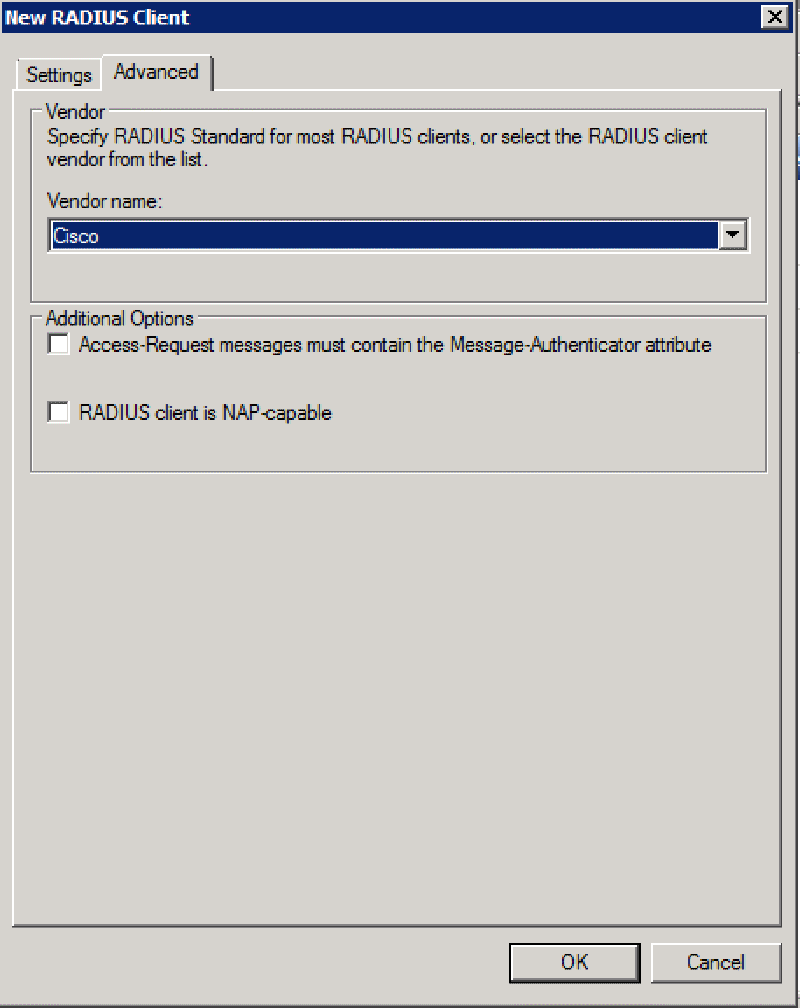 New RADIUS Client
Settings
Advanced
Vendor
Specify RADIUS Standard for most RADIUS clients, or select the RADIUS client
vendor from the list.
Vendor name:
Cisco
Additional Options
Access-Request messages must contain the Message-Authenticator attribute
RADIUS client is NAP-capable
OK
Cancel